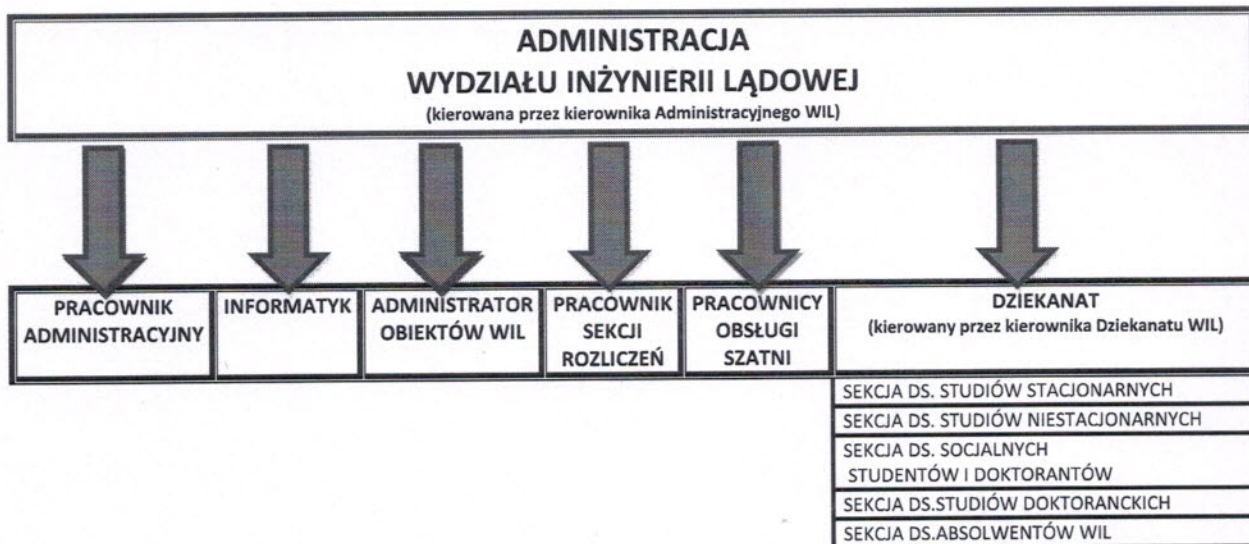 ADMINISTRACJA
WYDZIAŁU INŻYNIERII LĄDOWEJ
(kierowana przez kierownika Administracyjnego WIL)
PRACOWNIK
ADMINISTRACYJNY
INFORMATYK
ADMINISTRATOR
OBIEKTÓW WIL
PRACOWNIK
SEKCJI
ROZLICZEŃ
PRACOWNICY
OBSŁUGI
SZATNI
DZIEKANAT
(kierowany przez kierownika Dziekanatu WIL)
SEKCJA DS. STUDIÓW STACJONARNYCH
SEKCJA DS. STUDIÓW NIESTACJONARNYCH
SEKCJA DS. SOCJALNYCH
STUDENTÓW I DOKTORANTÓW
SEKCJA DS.STUDIÓW DOKTORANCKICH
SEKCJA DS.ABSOLWENTÓW WIL